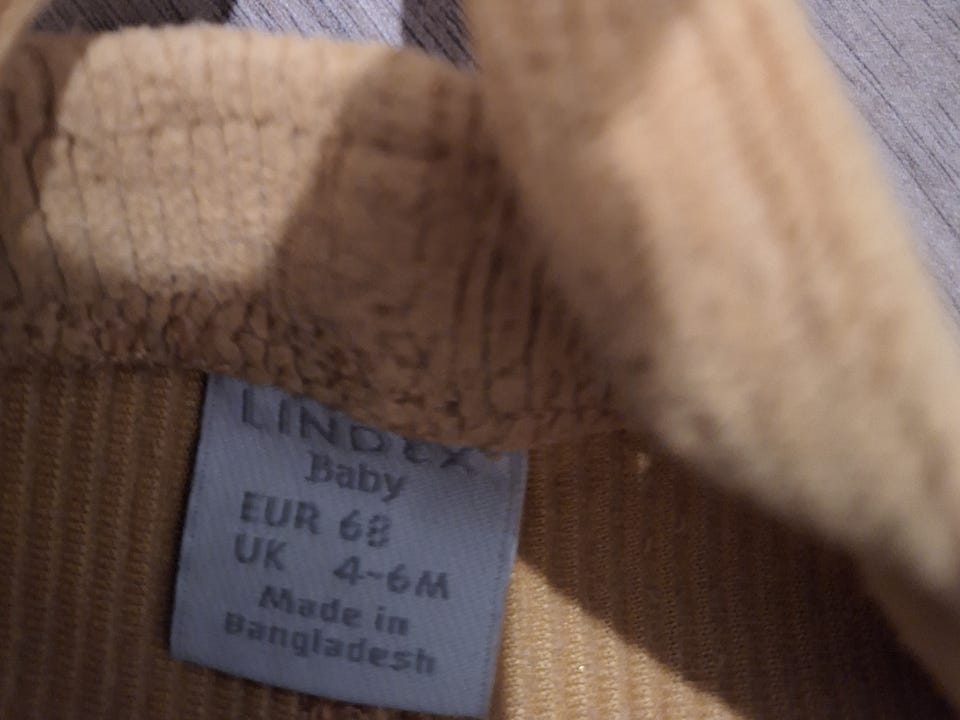 LINDEX
Baby
EUR 68
UK 4-6M
Made in
Bangladesh